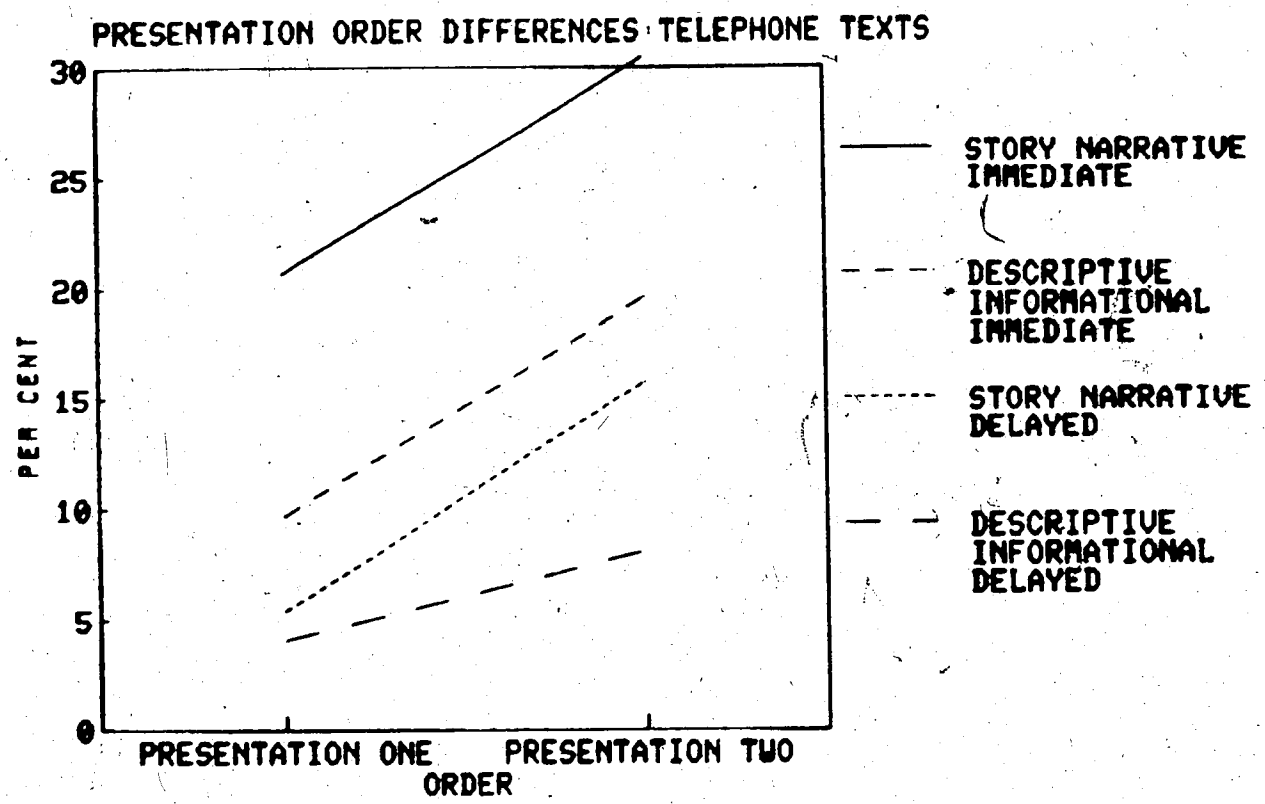 PRESENTATION ORDER DIFFERENCES: TELEPHONE TEXTS
30
25
20
15
10
5
0
PER CENT
PRESENTATION ONE
PRESENTATION TWO
ORDER
STORY NARRATIVE
IMMEDIATE
DESCRIPTIVE
INFORMATIONAL
IMMEDIATE
STORY NARRATIVE
DELAYED
DESCRIPTIVE
INFORMATIONAL
DELAYED